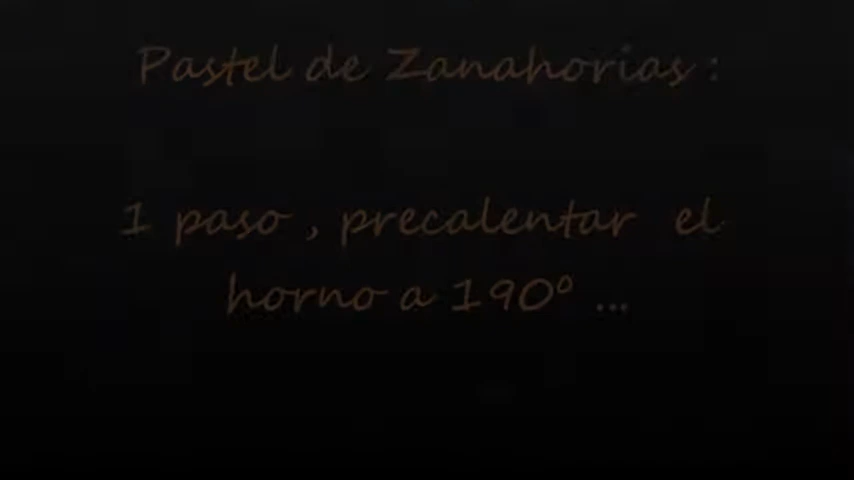 Pastel de Zanahorias :
1 paso , precalentar el
horno a 190º ...